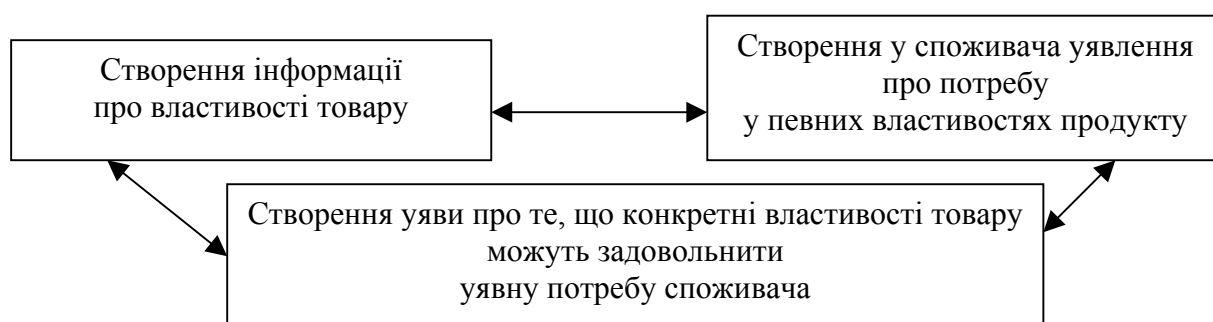 Створення інформації
про властивості товару
Створення у споживача уявлення
про потребу
у певних властивостях продукту
Створення уяви про те, що конкретні властивості товару
можуть задовольнити
уявну потребу споживача